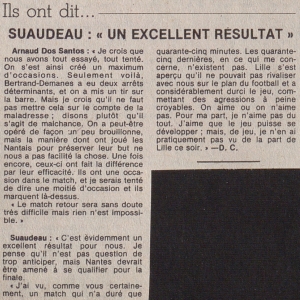 Ils ont dit...
SUAUDEAU : « UN EXCELLENT RÉSULTAT »
Arnaud Dos Santos : « Je crois que
nous avons tout essayé, tout tenté.
On s'est ainsi créé un maximum
d'occasions. Seulement voilà,
Bertrand-Demanes a eu deux arrêts
déterminants, et on a mis un tir sur
la barre. Mais je crois qu'il ne faut
pas mettre cela sur le compte de la
maladresse ; disons plutôt qu'il
s'agit de malchance. On a peut-être
opéré de façon un peu brouillonne,
mais la manière dont ont joué les
Nantais pour préserver leur but ne
nous a pas facilité la chose. Une fois
encore, ceux-ci ont fait la différence
par leur efficacité. Ils ont une occa-
sion dans le match, et je serais tenté
de dire une moitié d'occasion et ils
marquent là-dessus.
« Le match retour sera sans doute
très difficile mais rien n'est impossi-
ble. »
Suaudeau : « C'est évidemment un
excellent résultat pour nous. Je
pense qu'il n'est pas question de
trop anticiper, mais Nantes devrait
être amené à se qualifier pour la
finale.
« J'ai vu, comme vous certaine-
ment, un match qui n'a duré que
quarante-cinq minutes. Les quarante-
cinq dernières, en ce qui me con-
cerne, n'existent pas. Lille s'est
aperçu qu'il ne pouvait pas rivaliser
avec nous sur le plan du football et a
considérablement durci le jeu, com-
mettant des agressions à peine
croyables. On aime ou on n'aime
pas. Pour ma part, je n'aime pas du
tout. J'aime que le jeu puisse se
développer ; mais, de jeu, je n'en ai
pratiquement pas vu de la part de
Lille ce soir. » —D. C.